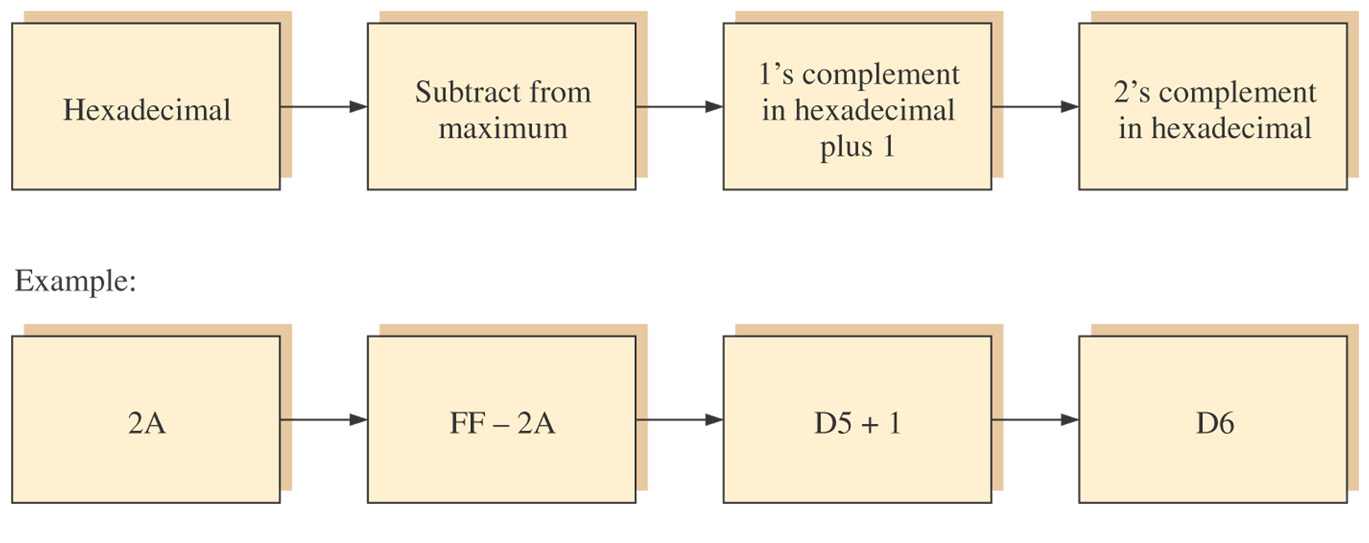 Hexadecimal
Subtract from
maximum
1’s complement
in hexadecimal
plus 1
2’s complement
in hexadecimal
Example:
2A
FF – 2A
D5 + 1
D6